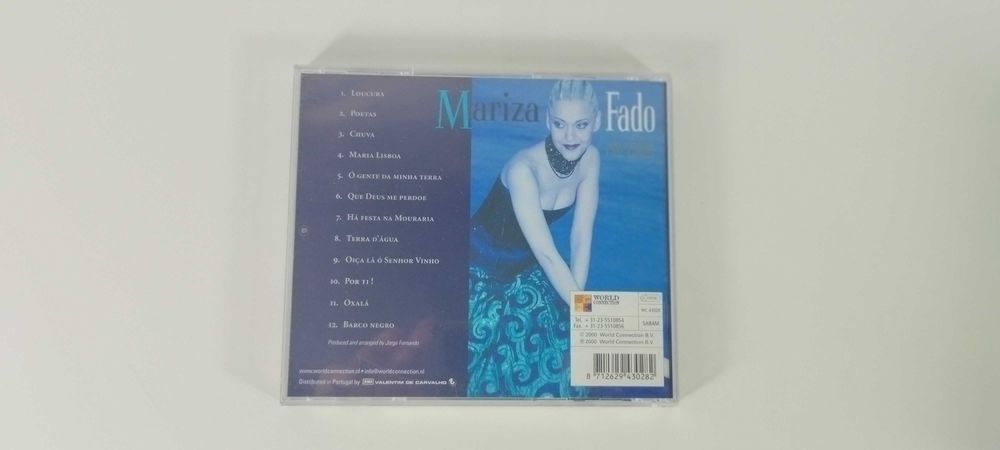 1. Loucura
2. Poetas
3. Chuva
4. Maria Lisboa
5. Ó gente da minha terra
6. Que Deus me perdoe
7. Há festa na Mouraria
8. Terra d'água
9. Oiça lá ó Senhor Vinho
10. Por ti !
11. Oxalá
12. Barco negro
Produced and arranged by Jorge Fernando
www.worldconnection.nl • info@worldconnection.nl
Distributed in Portugal by EMI VALENTIM DE CARVALHO
Mariza Fado
WORLD
CONNECTION
WC 43028
Tel. + 31-23-5510854
Fax. + 31-23-5510856
SABAM
© 2000 World Connection B.V.
℗ 2000 World Connection B.V.
8 712629 430282